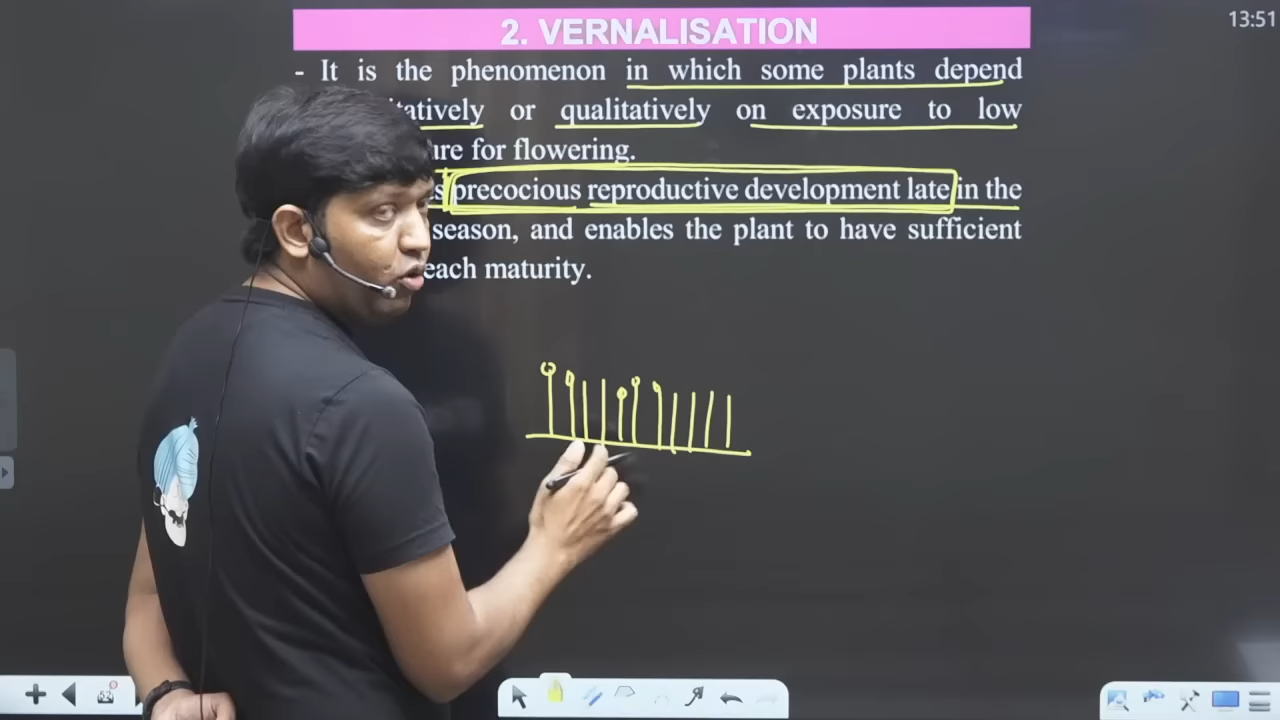 13:51
2. VERNALISATION
- It is the phenomenon in which some plants depend
tatively or qualitatively on exposure to low
ure for flowering.
s precocious reproductive development late in the
season, and enables the plant to have sufficient
each maturity.